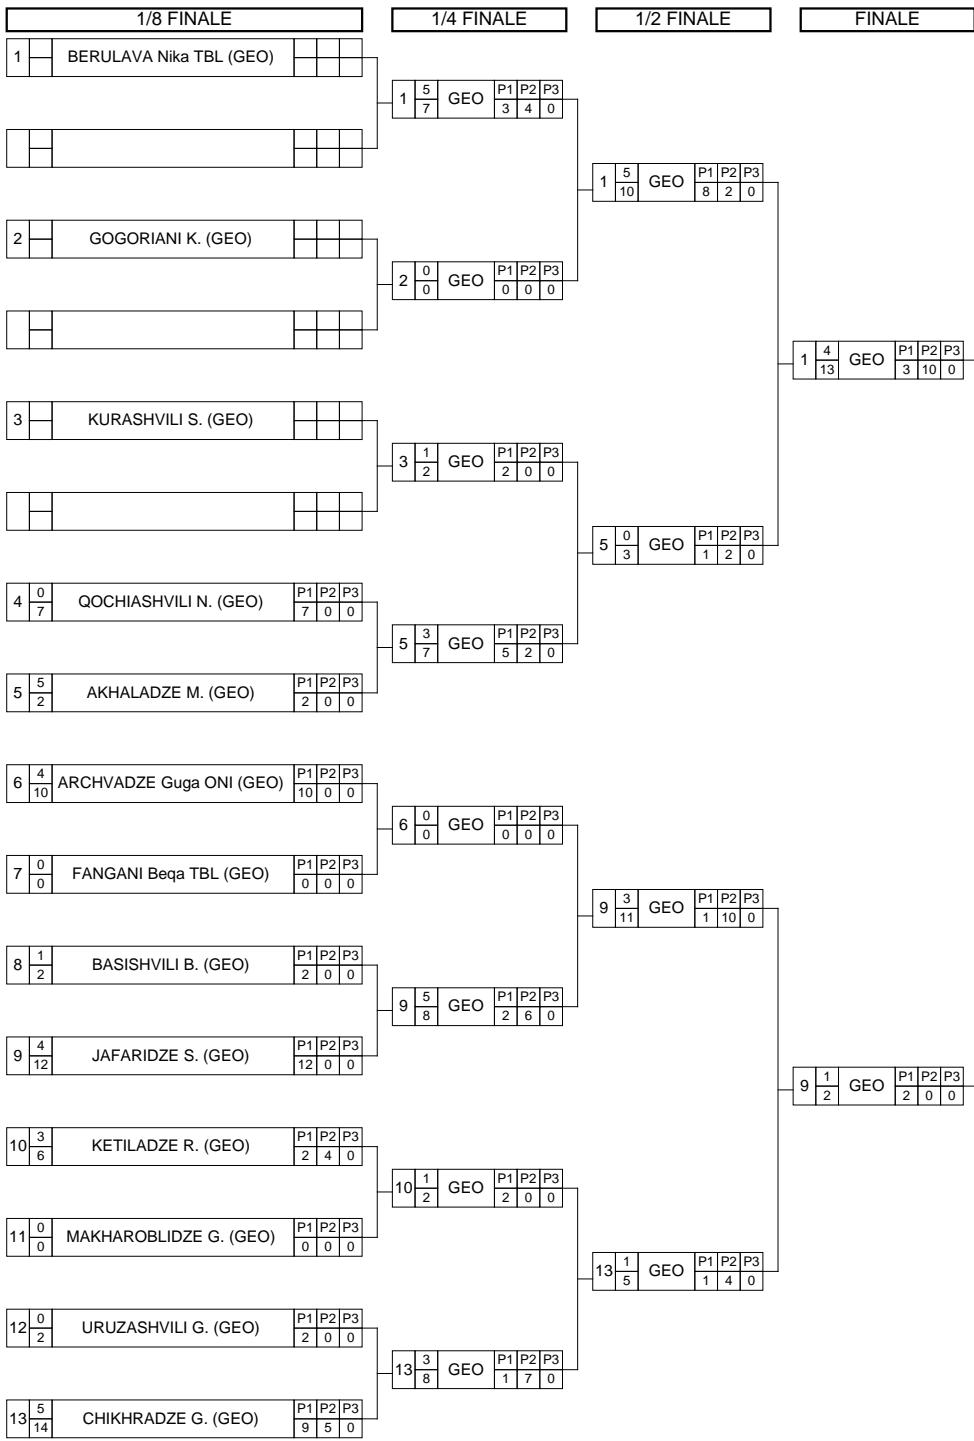 1/8 FINALE 1/4 FINALE 1/2 FINALE FINALE
1 BERULAVA Nika TBL (GEO)
1 5 7 GEO P1 P2 P3 3 4 0
1 5 10 GEO P1 P2 P3 8 2 0
2 GOGORIANI K. (GEO)
2 0 0 GEO P1 P2 P3 0 0 0
1 4 13 GEO P1 P2 P3 3 10 0
3 KURASHVILI S. (GEO)
3 1 2 GEO P1 P2 P3 2 0 0
5 0 3 GEO P1 P2 P3 1 2 0
4 0 7 QOCHIASHVILI N. (GEO) P1 P2 P3 7 0 0
5 3 7 GEO P1 P2 P3 5 2 0
5 5 2 AKHALADZE M. (GEO) P1 P2 P3 2 0 0
6 4 10 ARCHVADZE Guga ONI (GEO) P1 P2 P3 10 0 0
6 0 0 GEO P1 P2 P3 0 0 0
7 0 0 FANGANI Beqa TBL (GEO) P1 P2 P3 0 0 0
9 3 11 GEO P1 P2 P3 1 10 0
8 1 2 BASISHVILI B. (GEO) P1 P2 P3 2 0 0
9 5 8 GEO P1 P2 P3 2 6 0
9 4 12 JAFARIDZE S. (GEO) P1 P2 P3 12 0 0
9 1 2 GEO P1 P2 P3 2 0 0
10 3 6 KETILADZE R. (GEO) P1 P2 P3 2 4 0
10 1 2 GEO P1 P2 P3 2 0 0
11 0 0 MAKHAROBLIDZE G. (GEO) P1 P2 P3 0 0 0
13 1 5 GEO P1 P2 P3 1 4 0
12 0 2 URUZASHVILI G. (GEO) P1 P2 P3 2 0 0
13 3 8 GEO P1 P2 P3 1 7 0
13 5 14 CHIKHRADZE G. (GEO) P1 P2 P3 9 5 0